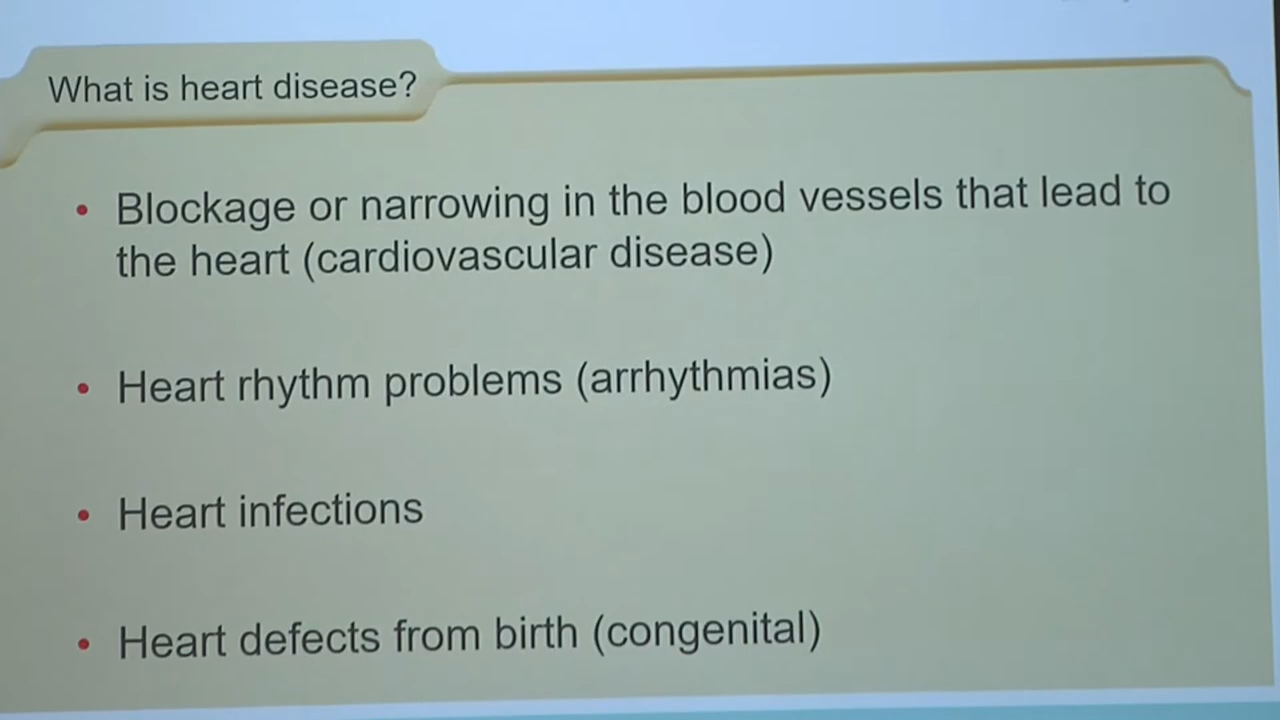 What is heart disease?
• Blockage or narrowing in the blood vessels that lead to
the heart (cardiovascular disease)
• Heart rhythm problems (arrhythmias)
• Heart infections
• Heart defects from birth (congenital)